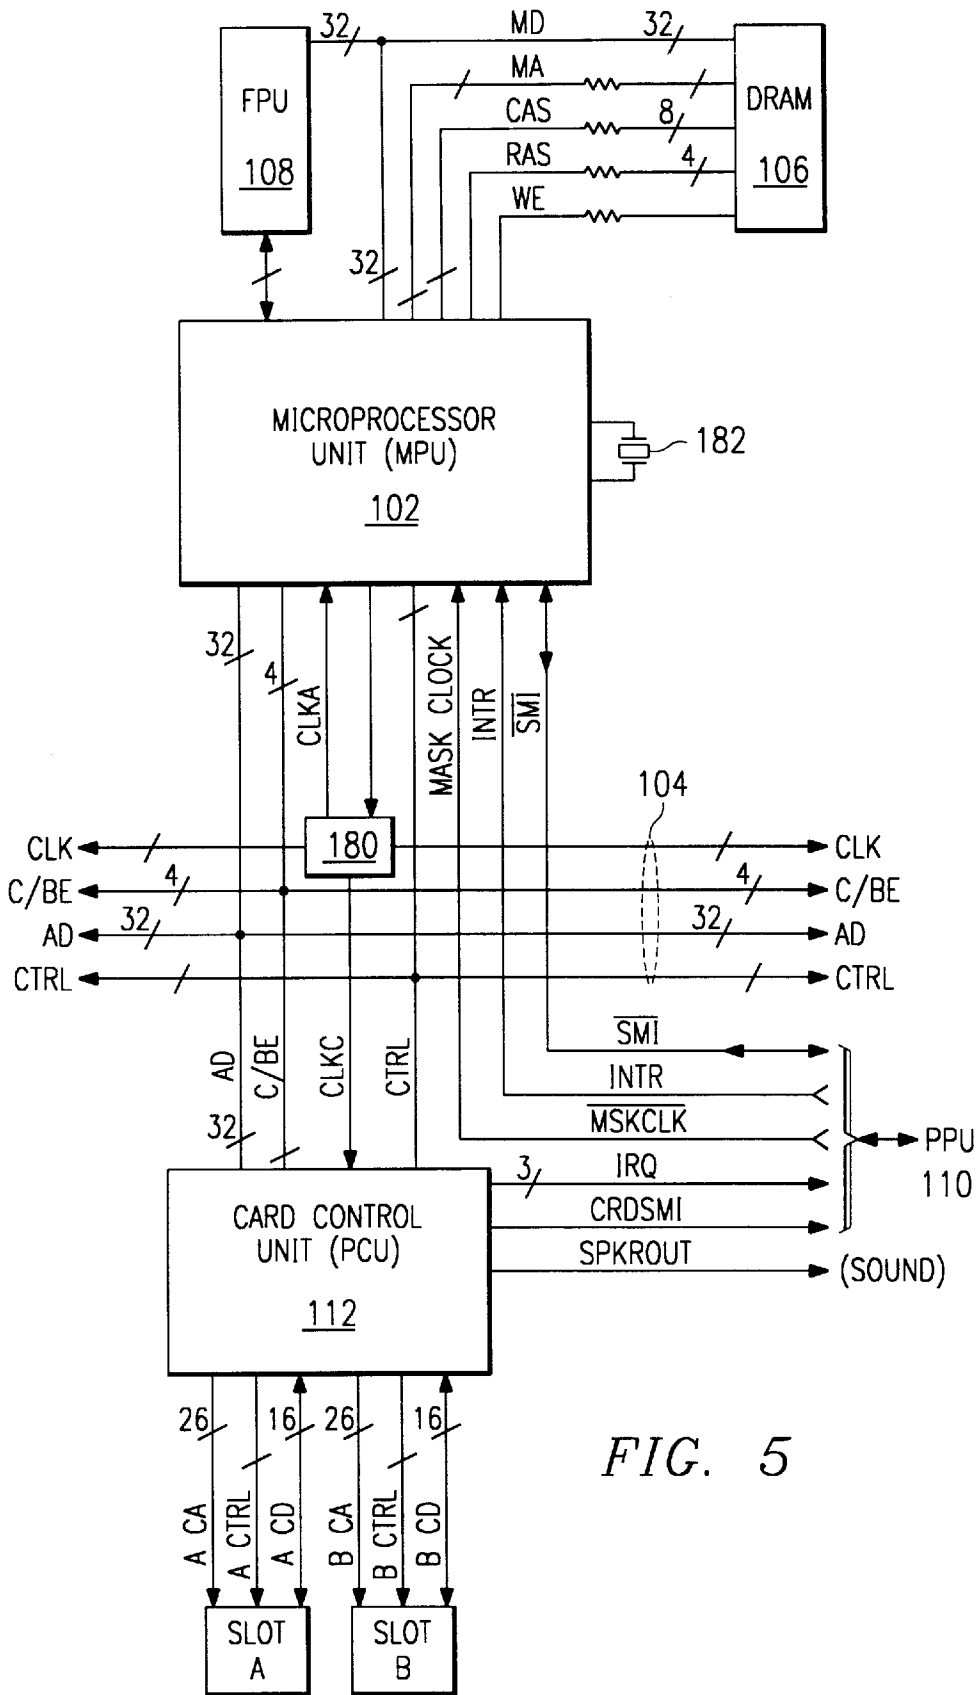 32 MD 32
FPU
108
MA
CAS 8
RAS 4
WE
DRAM
106
32
MICROPROCESSOR
UNIT (MPU)
102
182
32
4
CLKA
MASK CLOCK
INTR
S̅M̅I̅
104
CLK 180 CLK
C/BE 4 4 C/BE
AD 32 32 AD
CTRL CTRL
AD
C/BE
CLKC
CTRL
32
S̅M̅I̅
INTR
M̅S̅K̅C̅L̅K̅
3 IRQ
CRDSMI
SPKROUT
PPU
110
(SOUND)
CARD CONTROL
UNIT (PCU)
112
26 16 26 16
A CA
A CTRL
A CD
B CA
B CTRL
B CD
SLOT
A
SLOT
B
FIG. 5